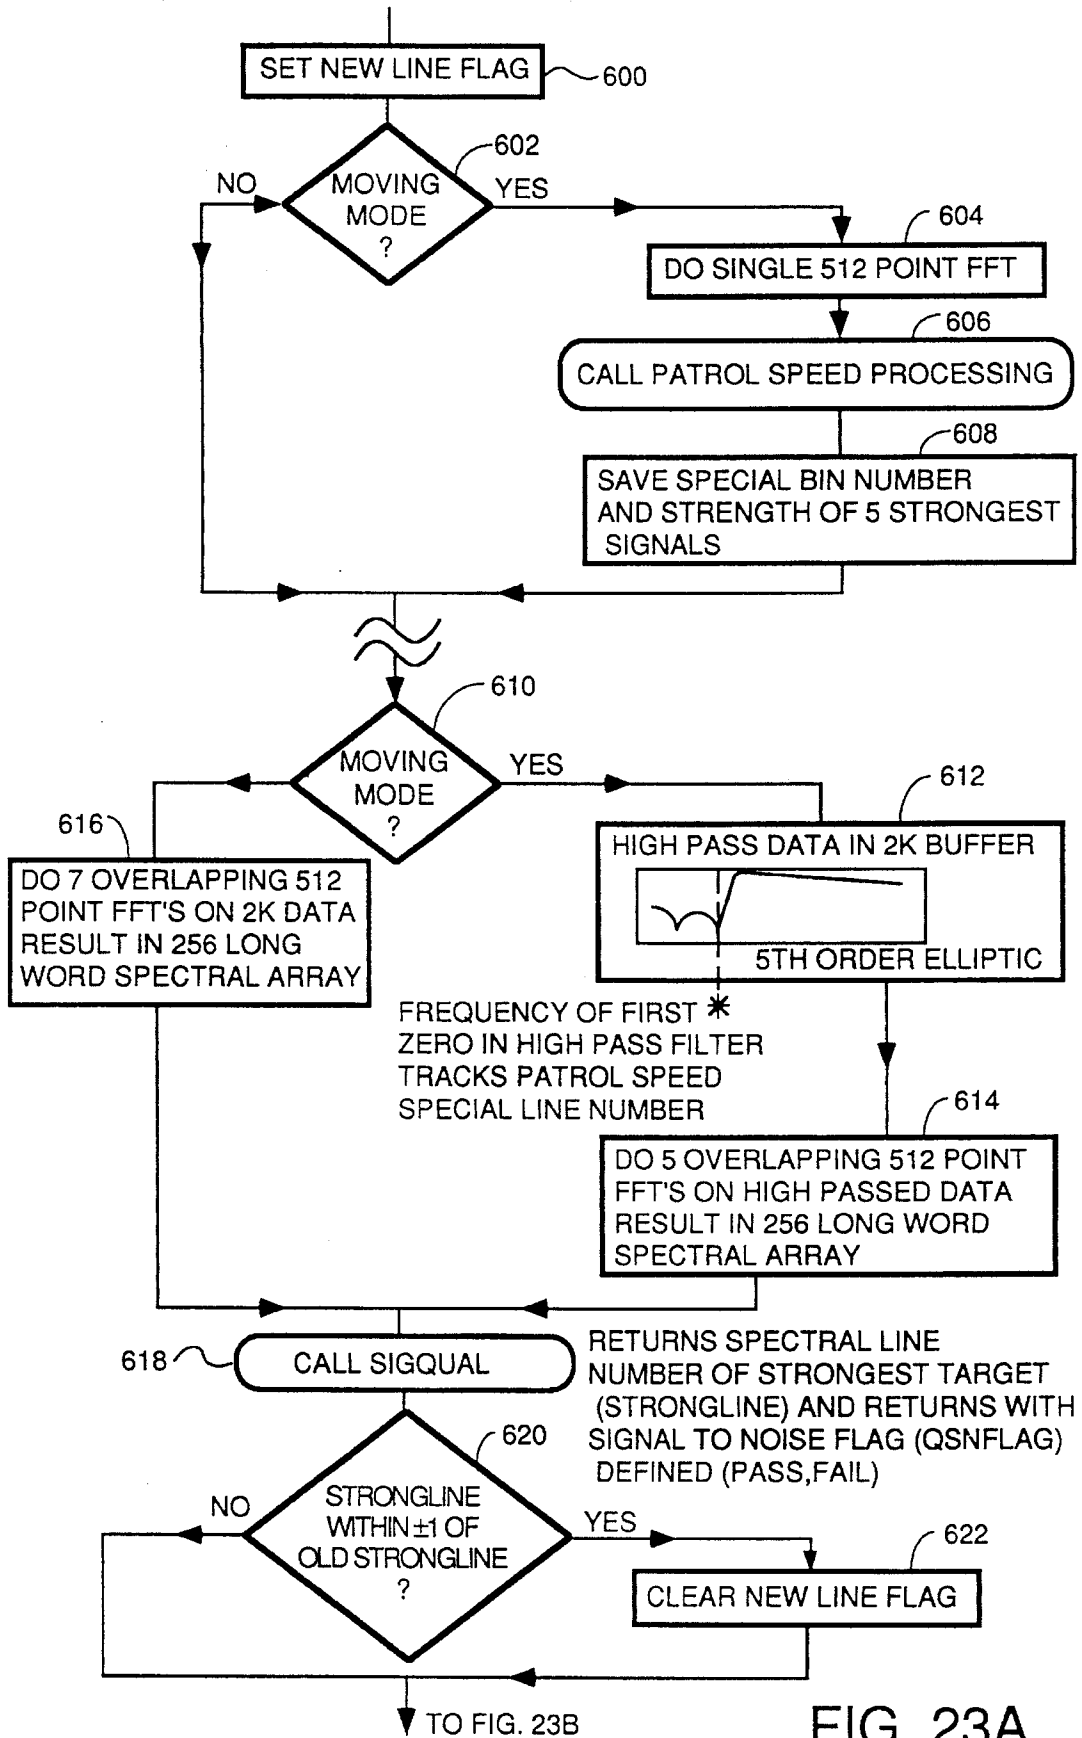 SET NEW LINE FLAG
600
602
MOVING
MODE
?
NO
YES
604
DO SINGLE 512 POINT FFT
606
CALL PATROL SPEED PROCESSING
608
SAVE SPECIAL BIN NUMBER
AND STRENGTH OF 5 STRONGEST
SIGNALS
610
MOVING
MODE
?
YES
612
HIGH PASS DATA IN 2K BUFFER
5TH ORDER ELLIPTIC
616
DO 7 OVERLAPPING 512
POINT FFT'S ON 2K DATA
RESULT IN 256 LONG
WORD SPECTRAL ARRAY
FREQUENCY OF FIRST *
ZERO IN HIGH PASS FILTER
TRACKS PATROL SPEED
SPECIAL LINE NUMBER
614
DO 5 OVERLAPPING 512 POINT
FFT'S ON HIGH PASSED DATA
RESULT IN 256 LONG WORD
SPECTRAL ARRAY
618
CALL SIGQUAL
RETURNS SPECTRAL LINE
NUMBER OF STRONGEST TARGET
(STRONGLINE) AND RETURNS WITH
SIGNAL TO NOISE FLAG (QSNFLAG)
DEFINED (PASS,FAIL)
620
STRONGLINE
WITHIN ±1 OF
OLD STRONGLINE
?
NO
YES
622
CLEAR NEW LINE FLAG
TO FIG. 23B
FIG. 23A